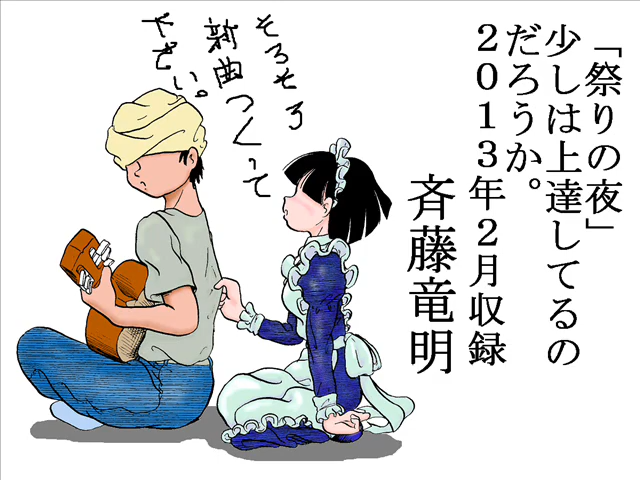 「祭りの夜」
少しは上達してるの
だろうか。
２０１３年２月収録
斉藤竜明
そろそろ
新曲つくって
やさい。